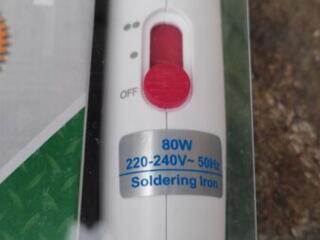 OFF
80W
220-240V~ 50Hz
Soldering Iron